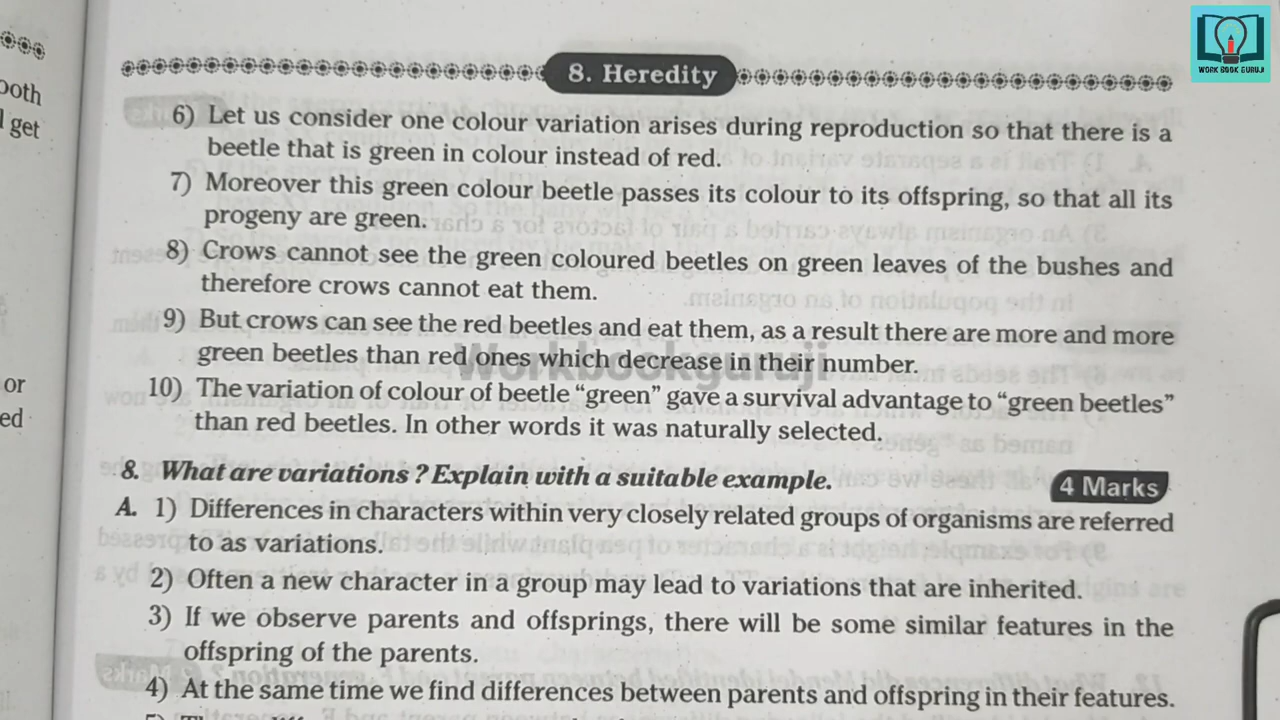 WORK BOOK GURUJI
ooth
get
or
ed
8. Heredity
6) Let us consider one colour variation arises during reproduction so that there is a
beetle that is green in colour instead of red.
7) Moreover this green colour beetle passes its colour to its offspring, so that all its
progeny are green.
8) Crows cannot see the green coloured beetles on green leaves of the bushes and
therefore crows cannot eat them.
9) But crows can see the red beetles and eat them, as a result there are more and more
green beetles than red ones which decrease in their number.
Workbookguruji
10) The variation of colour of beetle “green” gave a survival advantage to “green beetles”
than red beetles. In other words it was naturally selected.
8. What are variations ? Explain with a suitable example.
4 Marks
A. 1) Differences in characters within very closely related groups of organisms are referred
to as variations.
2) Often a new character in a group may lead to variations that are inherited.
3) If we observe parents and offsprings, there will be some similar features in the
offspring of the parents.
4) At the same time we find differences between parents and offspring in their features.